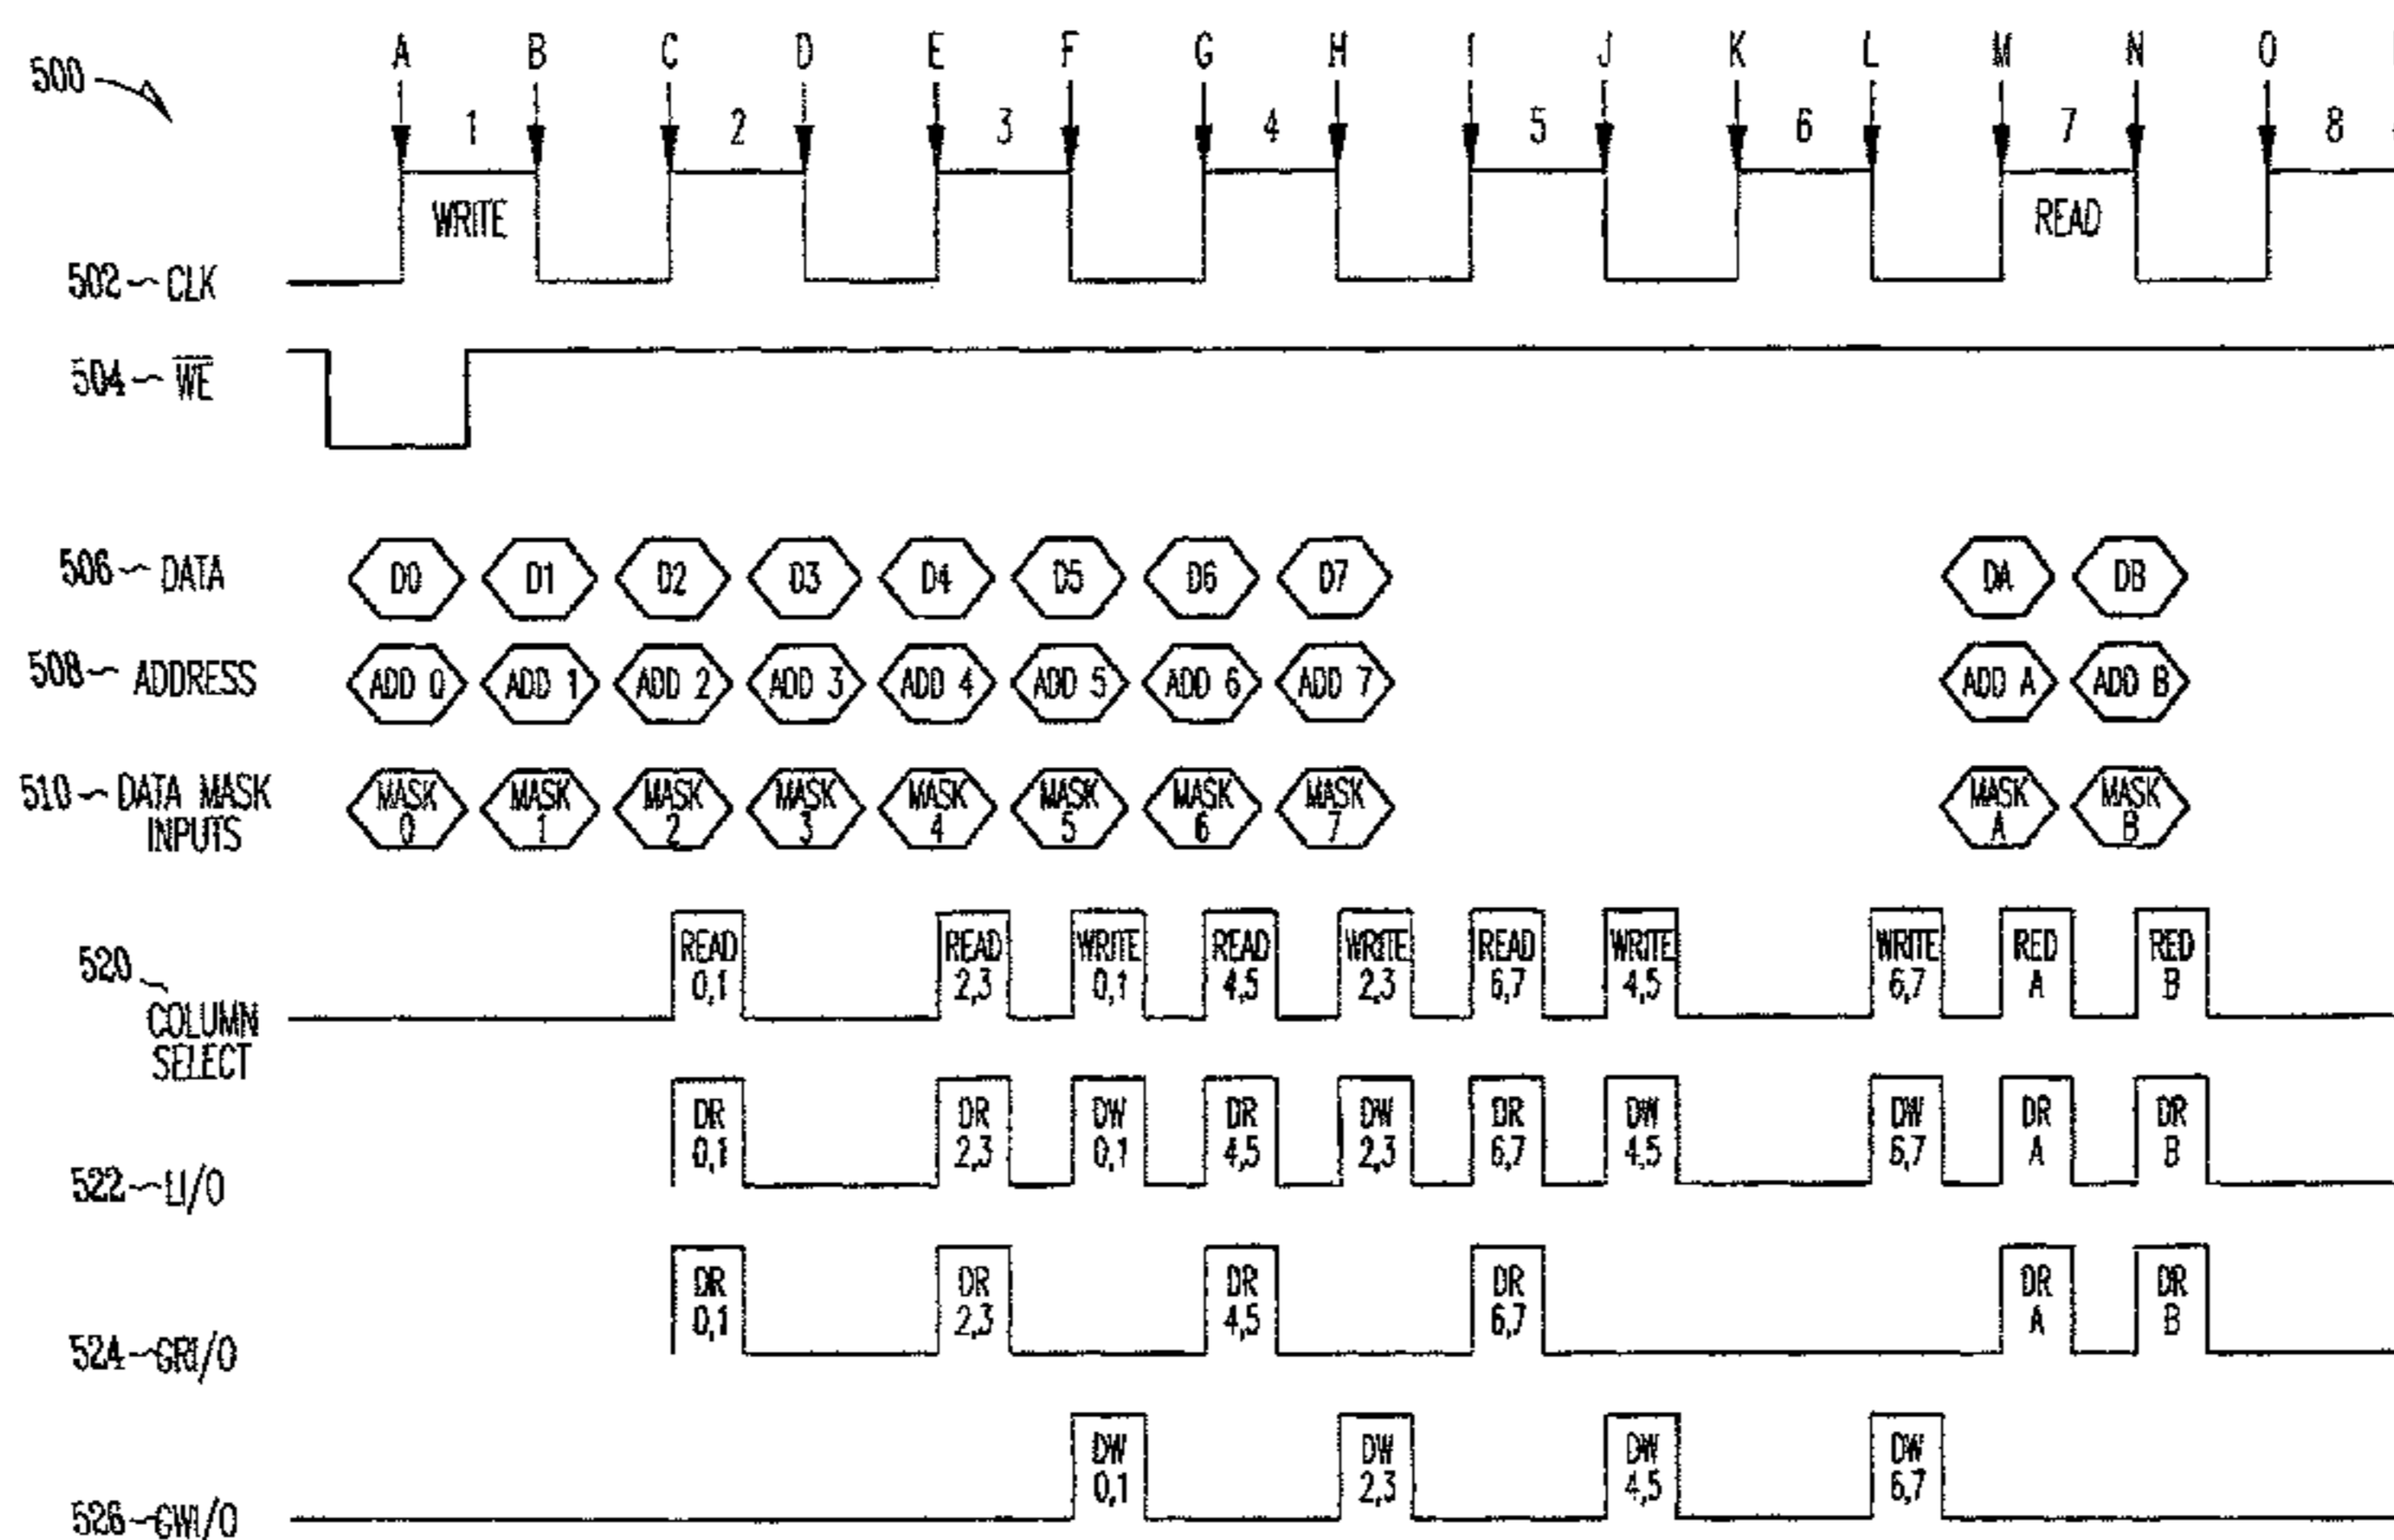 500
A B C D E F G H I J K L M N O
1 2 3 4 5 6 7 8
WRITE READ
502 CLK
504 WE
506 DATA D0 D1 D2 D3 D4 D5 D6 D7 DA DB
508 ADDRESS ADD 0 ADD 1 ADD 2 ADD 3 ADD 4 ADD 5 ADD 6 ADD 7 ADD A ADD B
510 DATA MASK INPUTS
MASK 0 MASK 1 MASK 2 MASK 3 MASK 4 MASK 5 MASK 6 MASK 7 MASK A MASK B
520 COLUMN SELECT
READ 0,1 READ 2,3 WRITE 0,1 READ 4,5 WRITE 2,3 READ 6,7 WRITE 4,5 WRITE 6,7 RED A RED B
522 LI/O
DR 0,1 DR 2,3 DW 0,1 DR 4,5 DW 2,3 DR 6,7 DW 4,5 DW 6,7 DR A DR B
524 GRI/O
DR 0,1 DR 2,3 DR 4,5 DR 6,7 DR A DR B
526 GWI/O
DW 0,1 DW 2,3 DW 4,5 DW 6,7